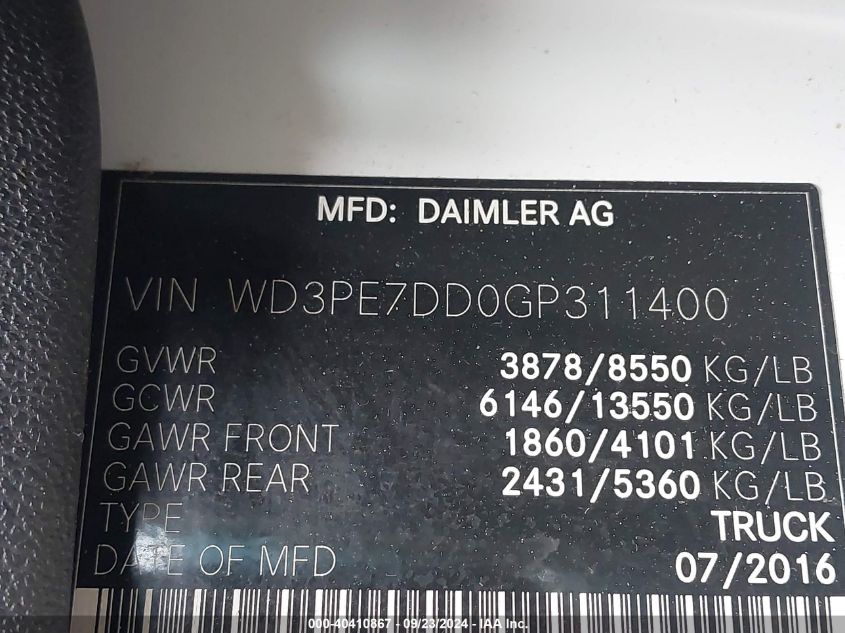 MFD: DAIMLER AG
VIN WD3PE7DD0GP311400
GVWR 3878/8550 KG/LB
GCWR 6146/13550 KG/LB
GAWR FRONT 1860/4101 KG/LB
GAWR REAR 2431/5360 KG/LB
TYPE TRUCK
DATE OF MFD 07/2016
000-40410867 - 09/23/2024 - IAA Inc.